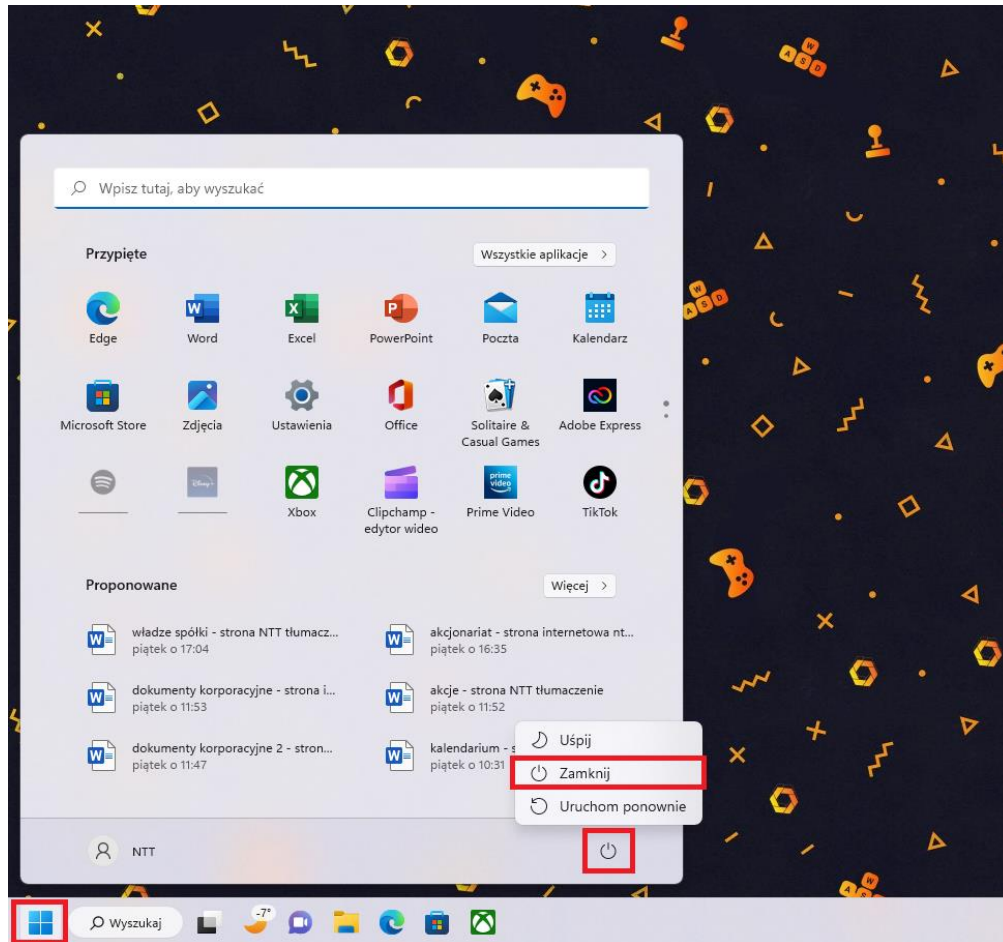 W
A S D
Wpisz tutaj, aby wyszukać
Przypięte
Wszystkie aplikacje >
Edge
Word
Excel
PowerPoint
Poczta
Kalendarz
Microsoft Store
Zdjęcia
Ustawienia
Office
Solitaire &
Casual Games
Adobe Express
Disney+
prime
video
Xbox
Clipchamp -
edytor wideo
Prime Video
TikTok
Proponowane
Więcej >
władze spółki - strona NTT tłumacz...
piątek o 17:04
akcjonariat - strona internetowa nt...
piątek o 16:35
dokumenty korporacyjne - strona i...
piątek o 11:53
akcje - strona NTT tłumaczenie
piątek o 11:52
dokumenty korporacyjne 2 - stron...
piątek o 11:47
kalendarium - s
piątek o 10:31
Uśpij
Zamknij
Uruchom ponownie
NTT
Wyszukaj
-7°